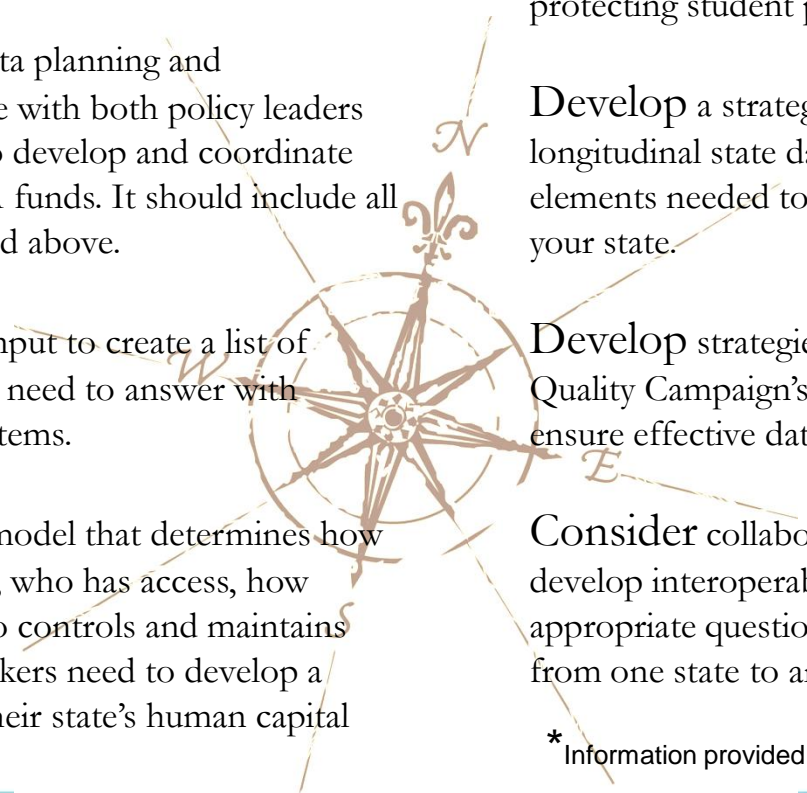 ta planning and
e with both policy leaders
develop and coordinate
funds. It should include all
d above.
nput to create a list of
need to answer with
tems.
model that determines how
, who has access, how
controls and maintains
kers need to develop a
heir state's human capital
protecting student p
Develop a strateg
longitudinal state da
elements needed to
your state.
Develop strategie
Quality Campaign's
ensure effective dat
Consider collabo
develop interoperab
appropriate questio
from one state to a
*Information provided
N
W
E
S